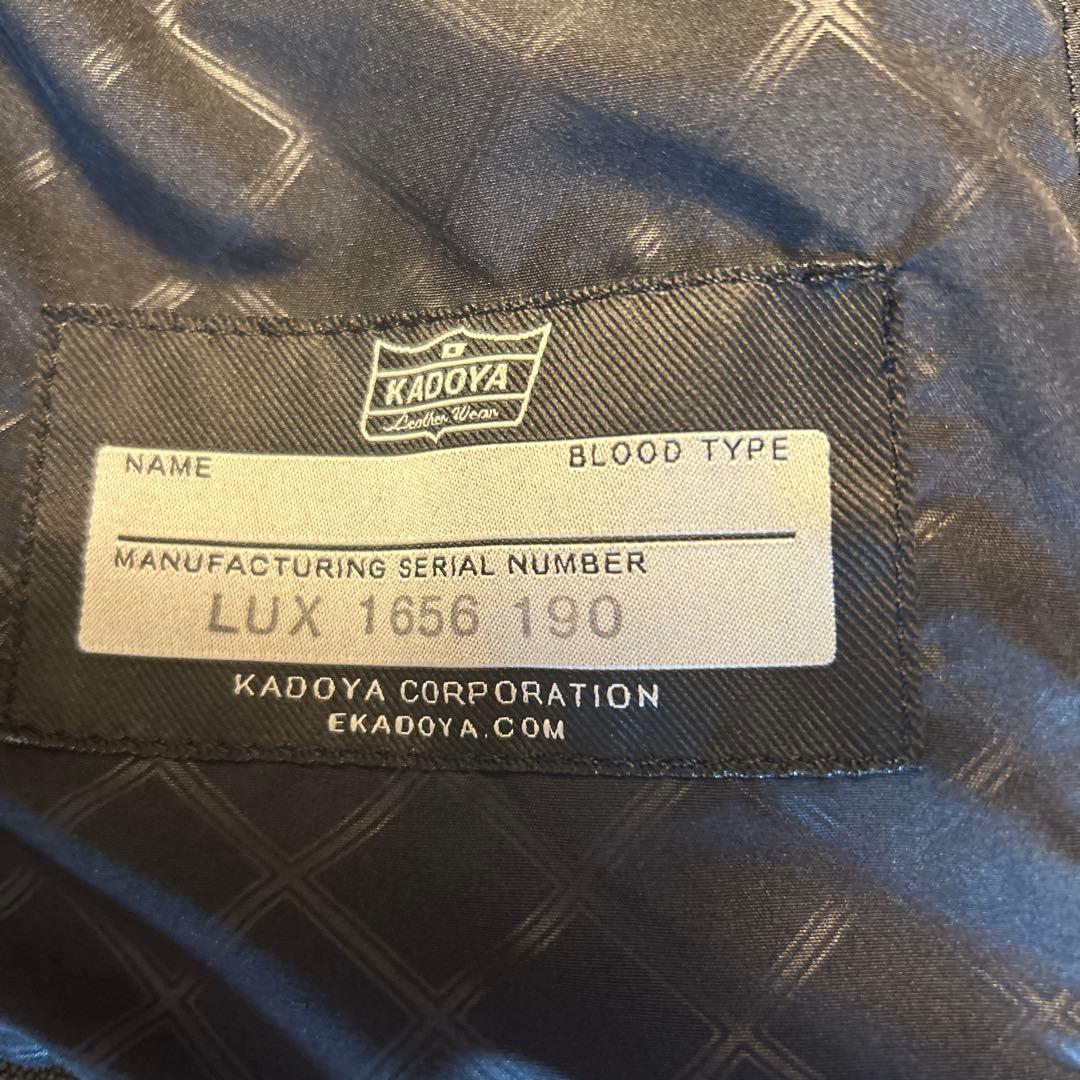 KADOYA
Leather Wear
NAME BLOOD TYPE
MANUFACTURING SERIAL NUMBER
LUX 1656 190
KADOYA CORPORATION
EKADOYA.COM